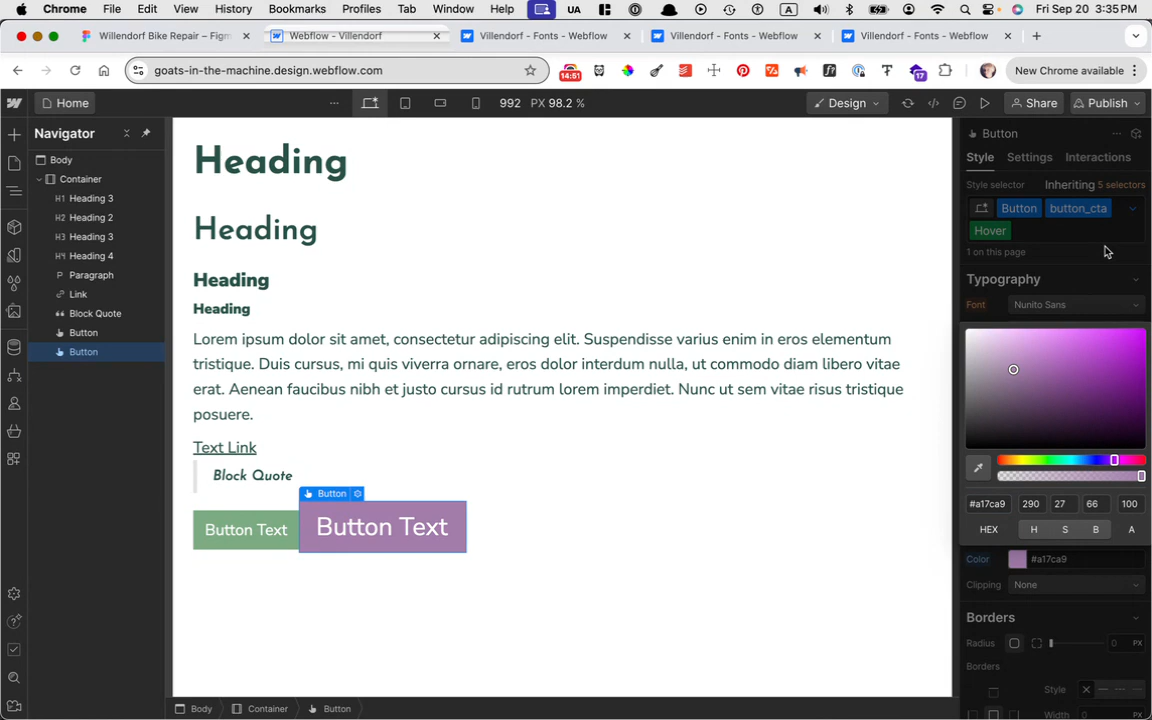 Chrome File Edit View History Bookmarks Profiles Tab Window Help UA A Fri Sep 20 3:35 PM
Villendorf Bike Repair – Figm Webflow - Villendorf Villendorf - Fonts - Webflow Villendorf - Fonts - Webflow Villendorf - Fonts - Webflow
goats-in-the-machine.design.webflow.com 14:51 17 New Chrome available
Home 992 PX 98.2 % Design Share Publish
Navigator
Body
Container
H1 Heading 3
H2 Heading 2
H3 Heading 3
H4 Heading 4
P Paragraph
Link
Block Quote
Button
Button
Heading
Heading
Heading
Heading
Lorem ipsum dolor sit amet, consectetur adipiscing elit. Suspendisse varius enim in eros elementum
tristique. Duis cursus, mi quis viverra ornare, eros dolor interdum nulla, ut commodo diam libero vitae
erat. Aenean faucibus nibh et justo cursus id rutrum lorem imperdiet. Nunc ut sem vitae risus tristique
posuere.
Text Link
Block Quote
Button
Button Text
Button Text
Body Container Button
Button
Style Settings Interactions
Style selector Inheriting 5 selectors
Button button_cta
Hover
1 on this page
Typography
Font Nunito Sans
#a17ca9 290 27 66 100
HEX H S B A
Color #a17ca9
Clipping None
Borders
Radius 0 PX
Borders
Style
Width 0 PX